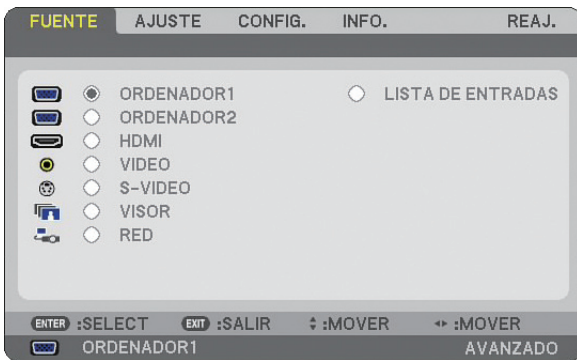 FUENTE AJUSTE CONFIG. INFO. REAJ.
ORDENADOR1 LISTA DE ENTRADAS
ORDENADOR2
HDMI
VIDEO
S-VIDEO
VISOR
RED
ENTER :SELECT EXIT :SALIR :MOVER :MOVER
ORDENADOR1 AVANZADO